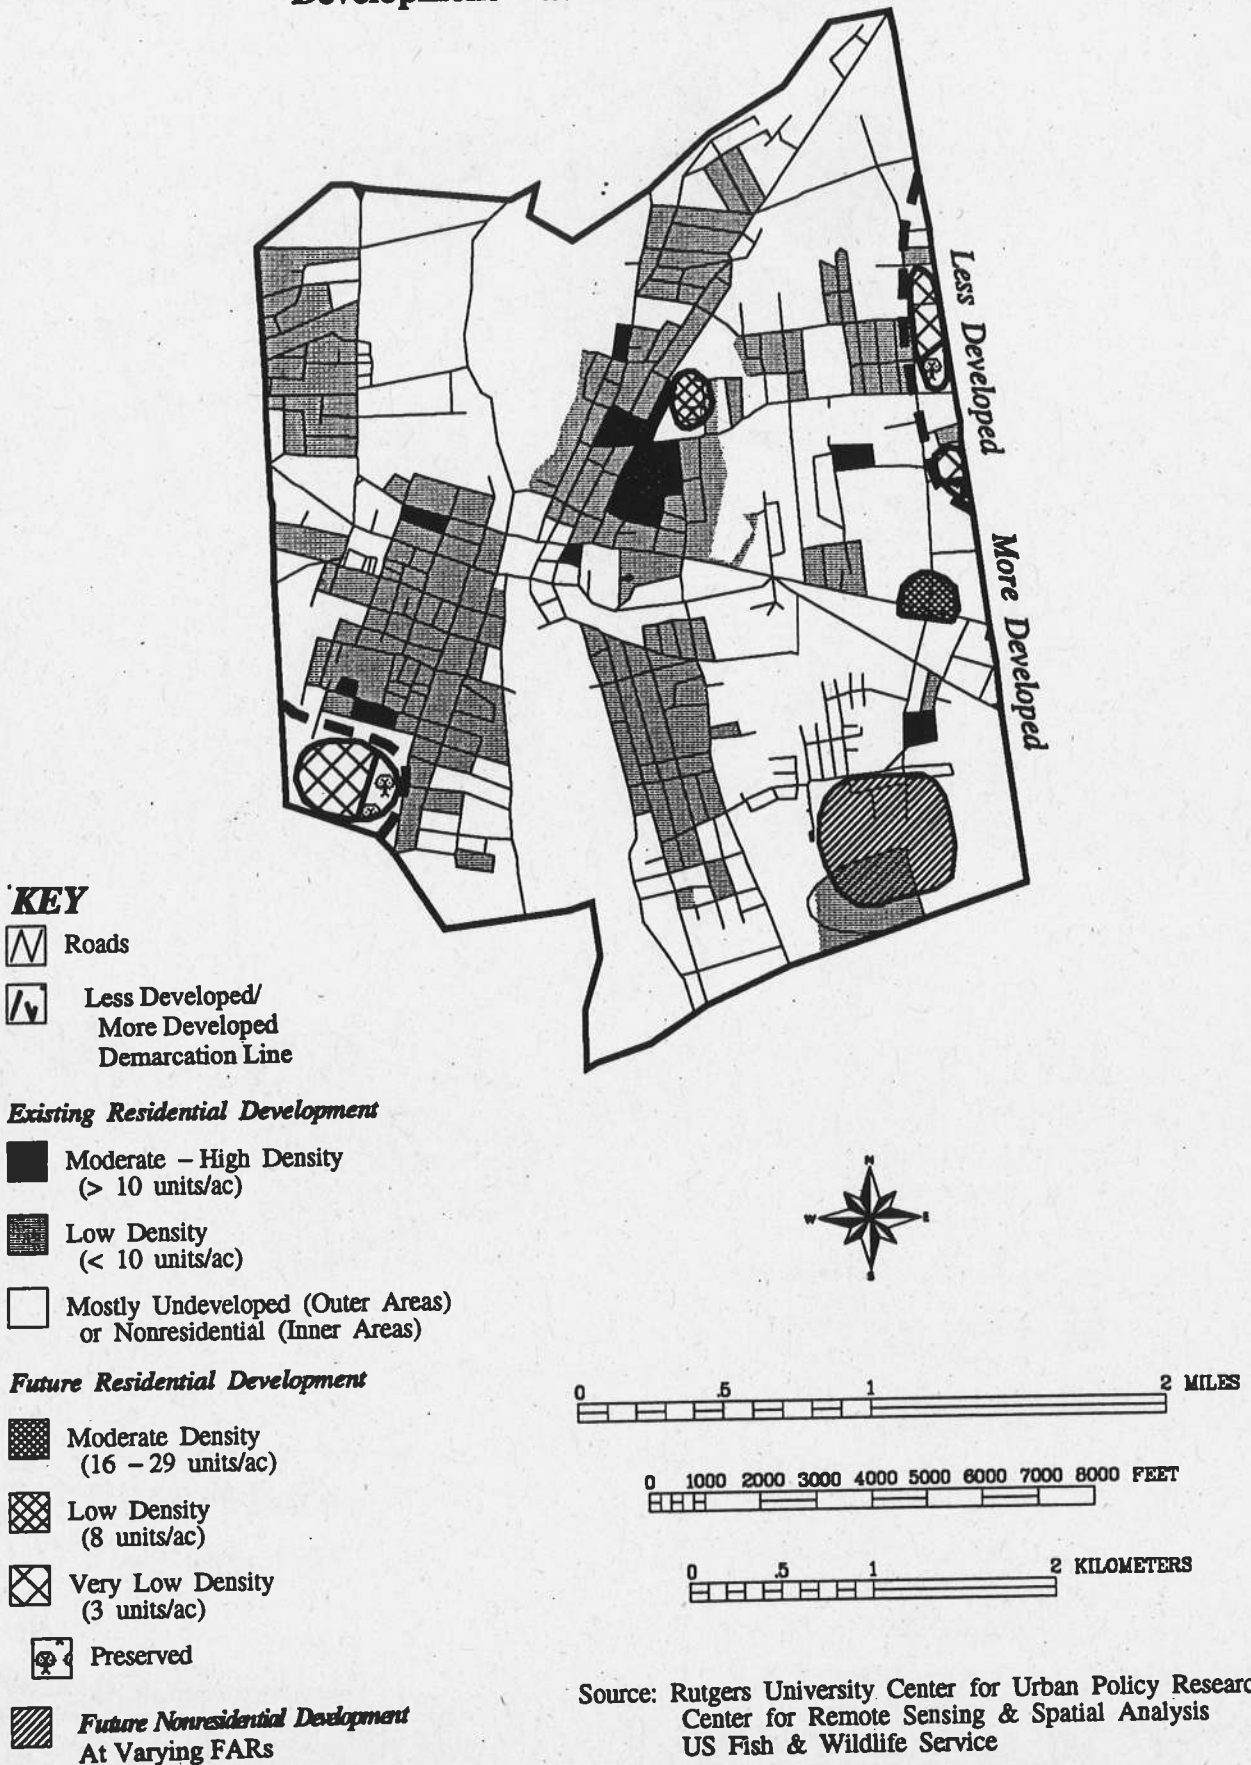 Development
Less Developed
More Developed
KEY
Roads
Less Developed/
More Developed
Demarcation Line
Existing Residential Development
Moderate – High Density
(> 10 units/ac)
Low Density
(< 10 units/ac)
Mostly Undeveloped (Outer Areas)
or Nonresidential (Inner Areas)
Future Residential Development
Moderate Density
(16 – 29 units/ac)
Low Density
(8 units/ac)
Very Low Density
(3 units/ac)
Preserved
Future Nonresidential Development
At Varying FARs
N
W E
S
0 .5 1 2 MILES
0 1000 2000 3000 4000 5000 6000 7000 8000 FEET
0 .5 1 2 KILOMETERS
Source: Rutgers University Center for Urban Policy Researc
Center for Remote Sensing & Spatial Analysis
US Fish & Wildlife Service